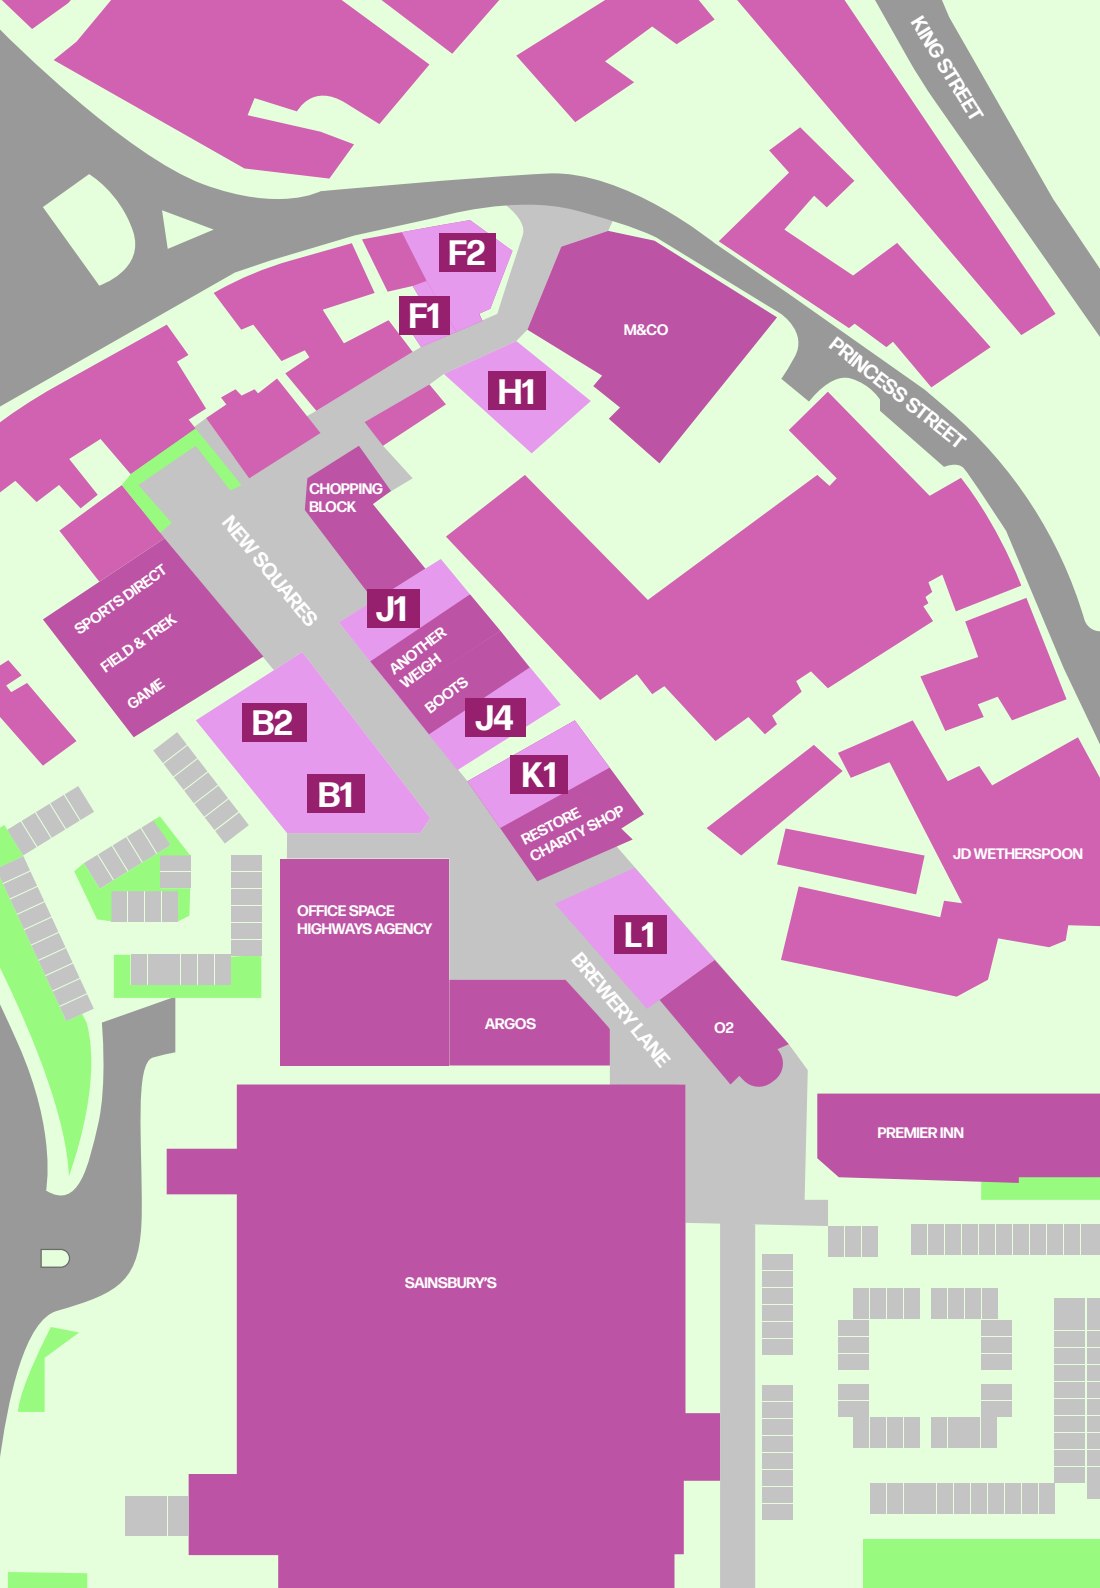 KING STREET
F2
F1
M&CO
PRINCESS STREET
H1
CHOPPING
BLOCK
NEW SQUARES
SPORTS DIRECT
FIELD & TREK
GAME
J1
ANOTHER
WEIGH
BOOTS
J4
B2
B1
K1
RESTORE
CHARITY SHOP
JD WETHERSPOON
OFFICE SPACE
HIGHWAYS AGENCY
L1
BREWERY LANE
ARGOS
O2
PREMIER INN
SAINSBURY'S